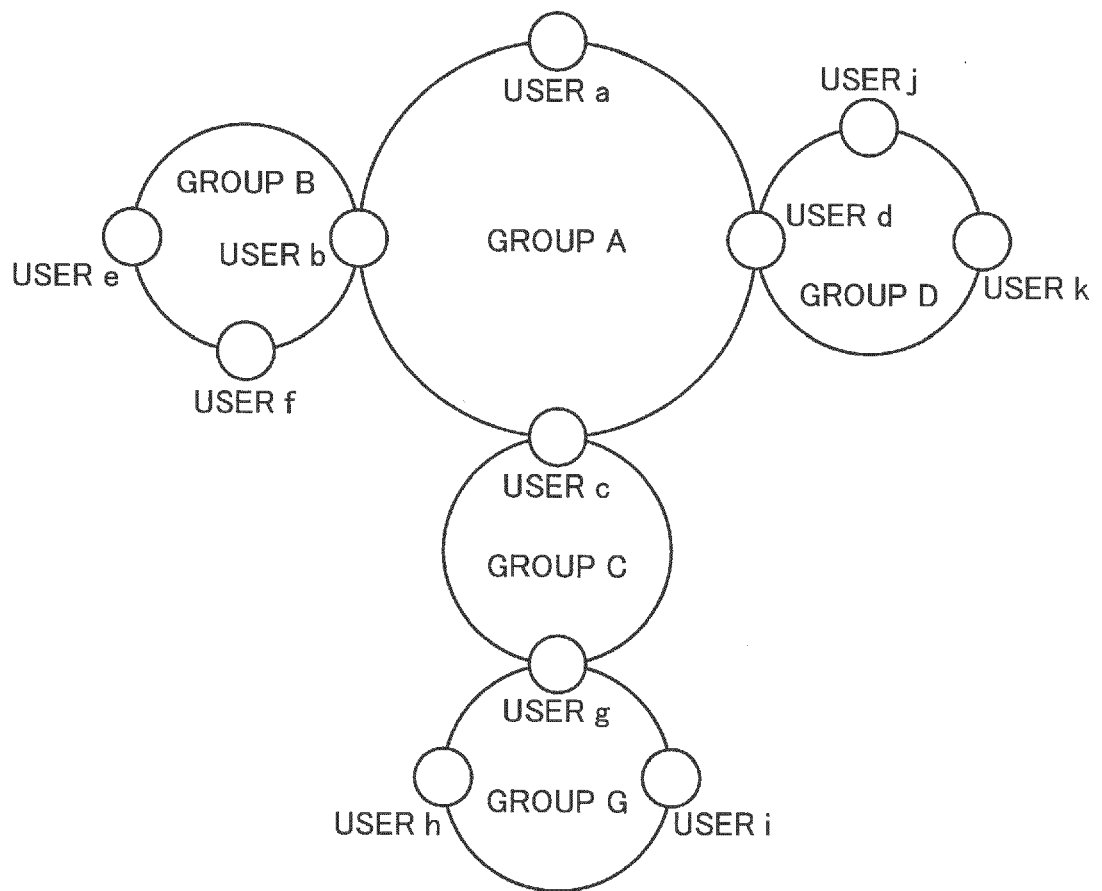 USER a
USER j
GROUP B
USER d
USER b
GROUP A
USER e
USER k
GROUP D
USER f
USER c
GROUP C
USER g
GROUP G
USER h
USER i